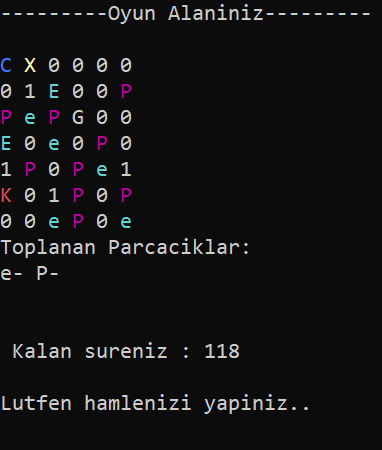 ---------Oyun Alaniniz---------
C X 0 0 0 0
0 1 E 0 0 P
P e P G 0 0
E 0 e 0 P 0
1 P 0 P e 1
K 0 1 P 0 P
0 0 e P 0 e
Toplanan Parcaciklar:
e- P-
Kalan sureniz : 118
Lutfen hamlenizi yapiniz..